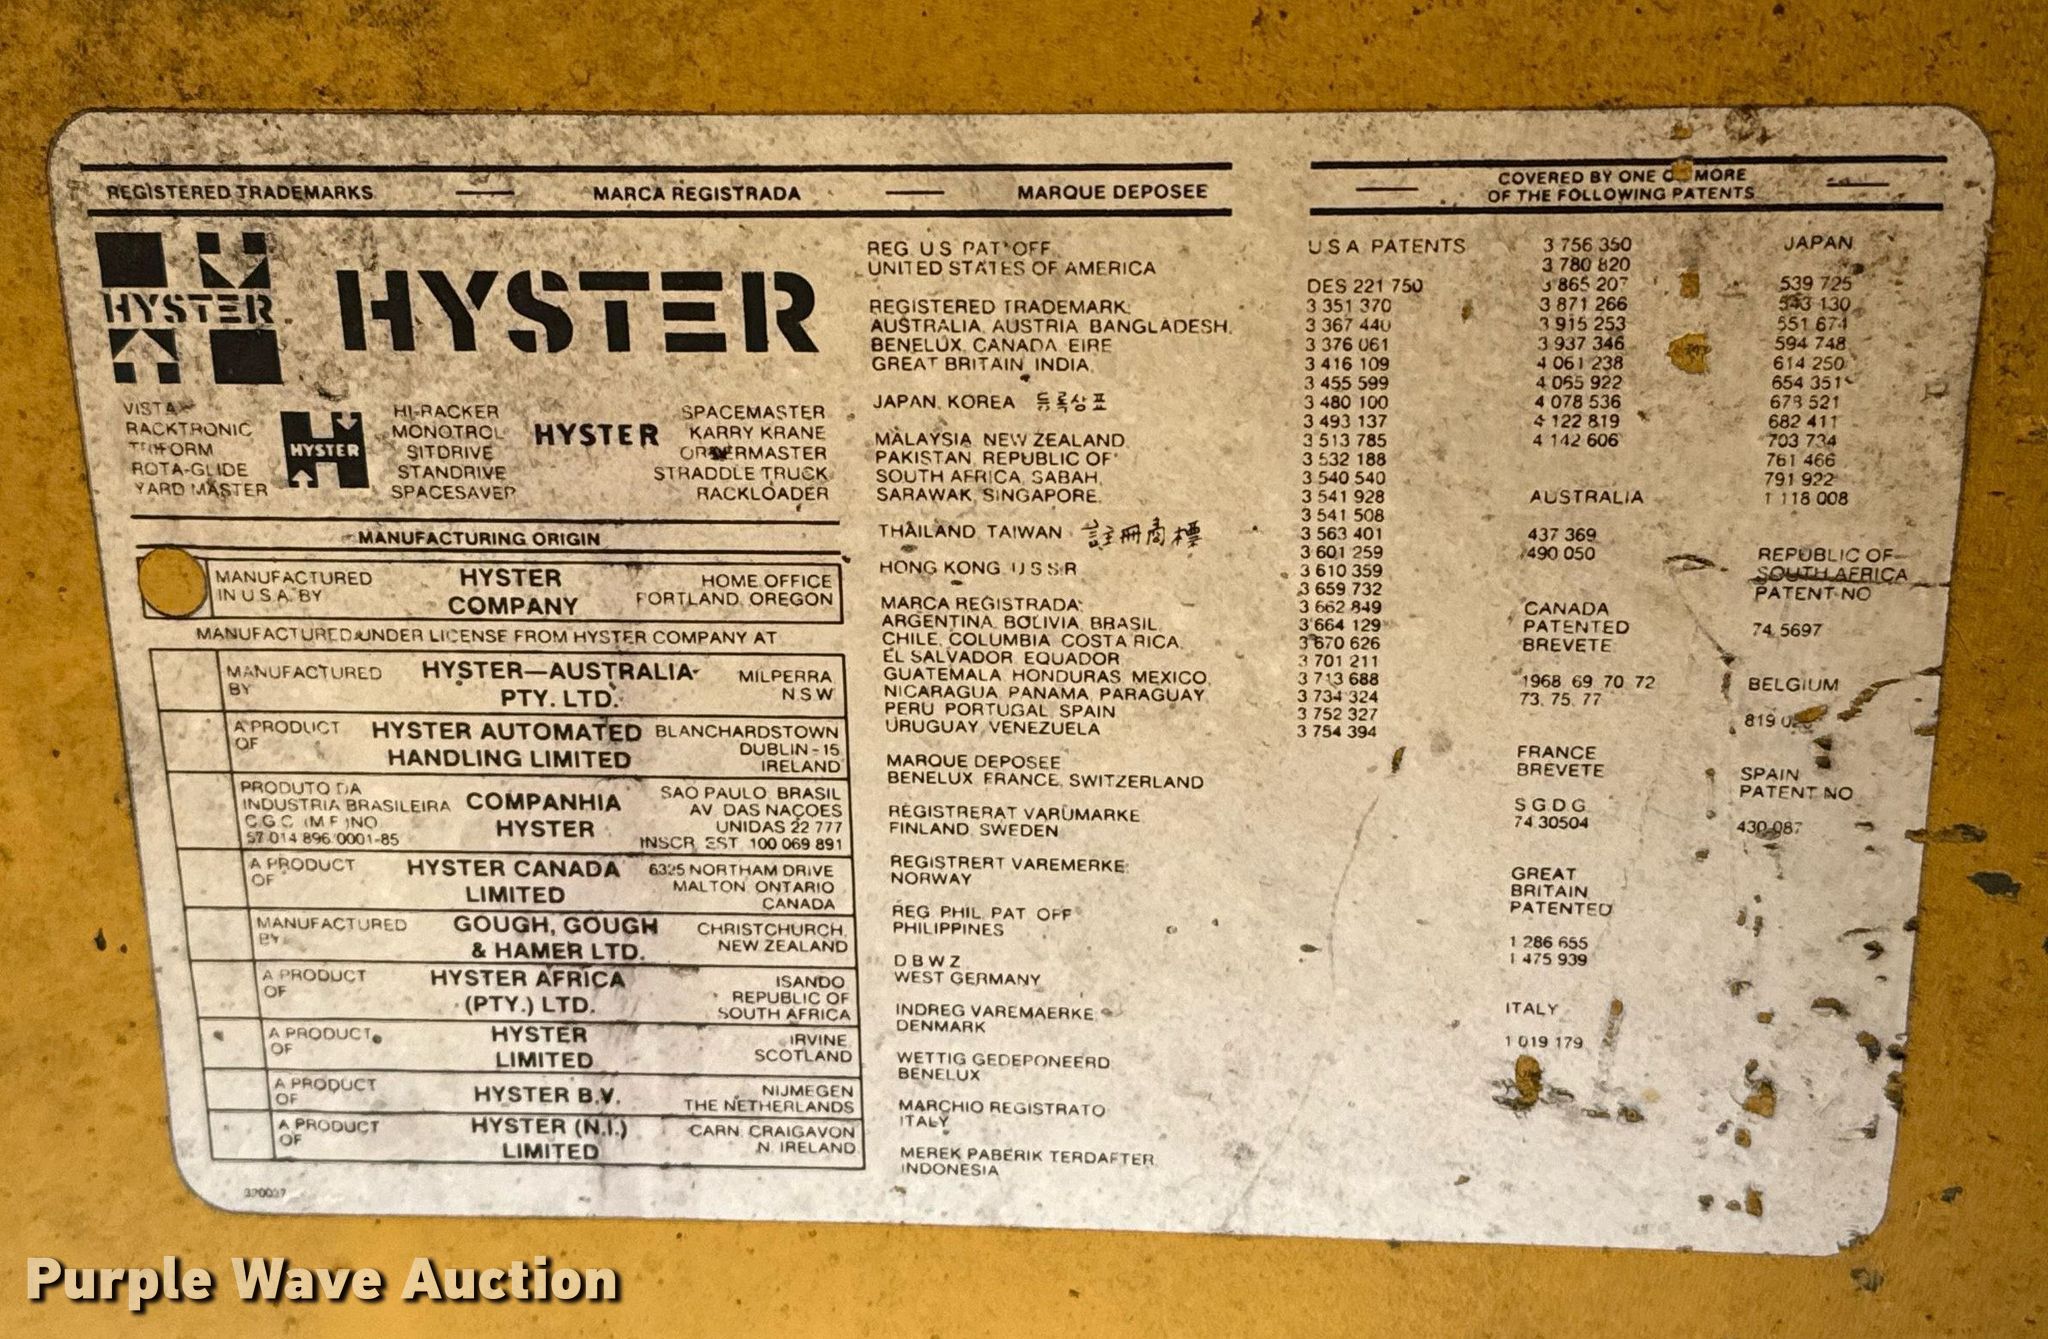 REGISTERED TRADEMARKS — MARCA REGISTRADA — MARQUE DEPOSEE
HYSTER
HYSTER
VISTA
RACKTRONIC
TRIFORM
ROTA-GLIDE
YARD MASTER
HYSTER
HI-RACKER
MONOTROL
SITDRIVE
STANDRIVE
SPACESAVER
HYSTER
SPACEMASTER
KARRY KRANE
ORDERMASTER
STRADDLE TRUCK
RACKLOADER
MANUFACTURING ORIGIN
MANUFACTURED
IN U.S.A. BY
HYSTER
COMPANY
HOME OFFICE
PORTLAND, OREGON
MANUFACTURED UNDER LICENSE FROM HYSTER COMPANY AT
MANUFACTURED
BY
HYSTER—AUSTRALIA
PTY. LTD.
MILPERRA
N S W
A PRODUCT
OF
HYSTER AUTOMATED
HANDLING LIMITED
BLANCHARDSTOWN
DUBLIN - 15
IRELAND
PRODUTO DA
INDUSTRIA BRASILEIRA
C.G.C. (M F )NO
57 014 896/0001-85
COMPANHIA
HYSTER
SAO PAULO, BRASIL
AV. DAS NAÇOES
UNIDAS 22 777
INSCR. EST. 100 069 891
A PRODUCT
OF
HYSTER CANADA
LIMITED
6325 NORTHAM DRIVE
MALTON, ONTARIO
CANADA
MANUFACTURED
BY
GOUGH, GOUGH
& HAMER LTD.
CHRISTCHURCH,
NEW ZEALAND
A PRODUCT
OF
HYSTER AFRICA
(PTY.) LTD.
ISANDO
REPUBLIC OF
SOUTH AFRICA
A PRODUCT
OF
HYSTER
LIMITED
IRVINE,
SCOTLAND
A PRODUCT
OF
HYSTER B.V.
NIJMEGEN
THE NETHERLANDS
A PRODUCT
OF
HYSTER (N.I.)
LIMITED
CARN, CRAIGAVON
N. IRELAND
REG. U.S. PAT OFF.
UNITED STATES OF AMERICA
REGISTERED TRADEMARK:
AUSTRALIA, AUSTRIA, BANGLADESH,
BENELUX, CANADA, EIRE
GREAT BRITAIN, INDIA,
JAPAN, KOREA 등록상표
MALAYSIA, NEW ZEALAND,
PAKISTAN, REPUBLIC OF
SOUTH AFRICA, SABAH,
SARAWAK, SINGAPORE,
THAILAND, TAIWAN 註冊商標
HONG KONG, U S S R
MARCA REGISTRADA:
ARGENTINA, BOLIVIA, BRASIL,
CHILE, COLUMBIA, COSTA RICA,
EL SALVADOR, EQUADOR
GUATEMALA, HONDURAS, MEXICO,
NICARAGUA, PANAMA, PARAGUAY,
PERU, PORTUGAL, SPAIN
URUGUAY, VENEZUELA
MARQUE DEPOSEE
BENELUX, FRANCE, SWITZERLAND
REGISTRERAT VARUMARKE
FINLAND, SWEDEN
REGISTRERT VAREMERKE:
NORWAY
REG. PHIL. PAT. OFF
PHILIPPINES
D B W Z
WEST GERMANY
INDREG VAREMAERKE
DENMARK
WETTIG GEDEPONEERD
BENELUX
MARCHIO REGISTRATO
ITALY
MEREK PABERIK TERDAFTER
INDONESIA
COVERED BY ONE OR MORE
OF THE FOLLOWING PATENTS
U S A PATENTS
DES 221 750
3 351 370
3 367 440
3 376 061
3 416 109
3 455 599
3 480 100
3 493 137
3 513 785
3 532 188
3 540 540
3 541 928
3 541 508
3 563 401
3 601 259
3 610 359
3 659 732
3 662 849
3 664 129
3 670 626
3 701 211
3 713 688
3 734 324
3 752 327
3 754 394
3 756 350
3 780 820
3 865 207
3 871 266
3 915 253
3 937 346
4 061 238
4 065 922
4 078 536
4 122 819
4 142 606
AUSTRALIA
437 369
490 050
CANADA
PATENTED
BREVETE
1968, 69, 70, 72
73, 75, 77
FRANCE
BREVETE
S G D G
74 30504
GREAT
BRITAIN
PATENTED
1 286 655
1 475 939
ITALY
1 019 179
JAPAN
539 725
543 130
551 674
594 748
614 250
654 351
673 521
682 411
703 734
761 466
791 922
1 118 008
REPUBLIC OF
SOUTH AFRICA
PATENT NO
74 5697
BELGIUM
819
SPAIN
PATENT NO
430 087
Purple Wave Auction